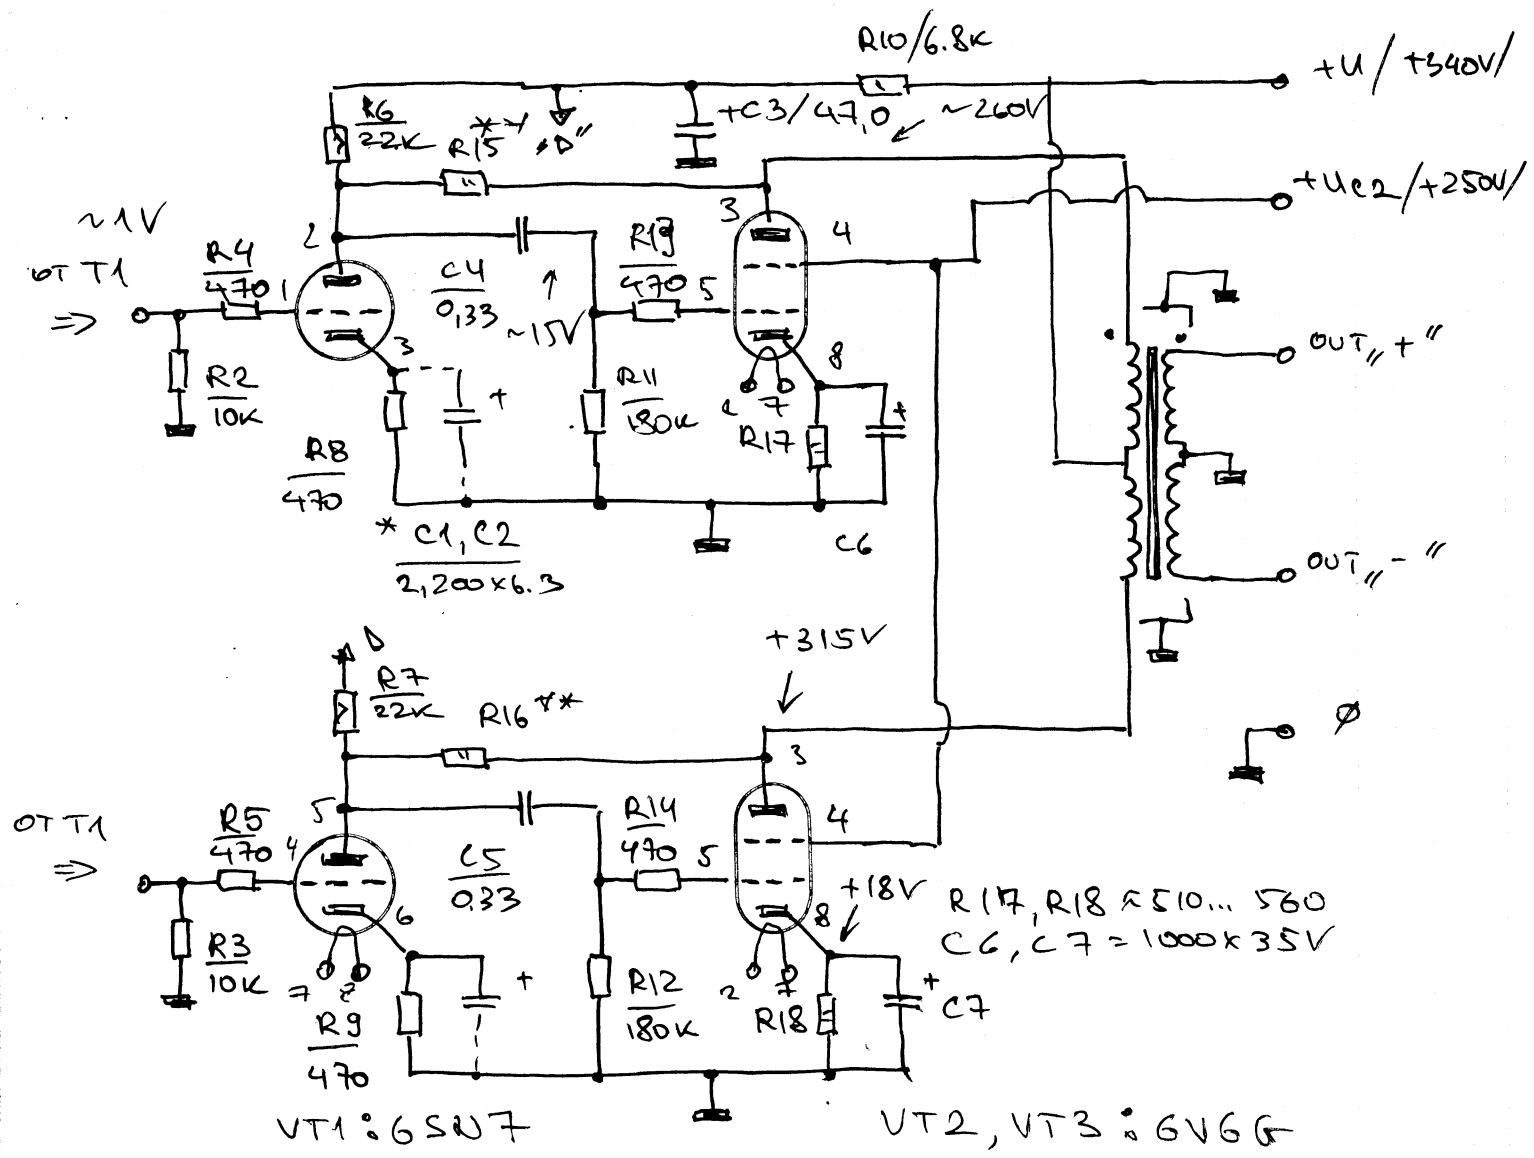 R10/6.8K
+U/+340V/
R6
22K
R15 **
"D"
+C3/47,0
~260V
+Uc2/+250V/
~1V
от T1
⇒
R4
470
1
2
3
R2
10K
R8
470
C4
0,33
~15V
+
R13
470
5
3
4
8
2 7
R11
180K
R17
+
C6
* C1, C2
2,200x6.3
OUT „+"
OUT „-"
+315V
D
R7
22K
R16 **
3
Ø
ОТ T1
⇒
R5
470
4
5
6
7 8
R3
10K
R9
470
C5
0.33
+
R14
470
5
4
8
2 7
+18V
R12
180K
R18
+
C7
R17, R18 ≈ 510... 560
C6, C7 = 1000x35V
VT1: 6SN7
VT2, VT3: 6V6G